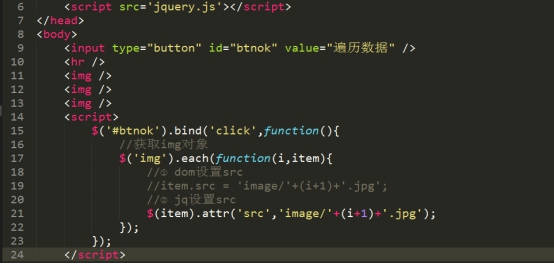 6 <script src='jquery.js'></script>
7 </head>
8 <body>
9 <input type="button" id="btnok" value="遍历数据" />
10 <hr />
11 <img />
12 <img />
13 <img />
14 <script>
15 $('#btnok').bind('click',function(){
16 //获取img对象
17 $('img').each(function(i,item){
18 //① dom设置src
19 //item.src = 'image/'+(i+1)+'.jpg';
20 //② jq设置src
21 $(item).attr('src','image/'+(i+1)+'.jpg');
22 });
23 });
24 </script>